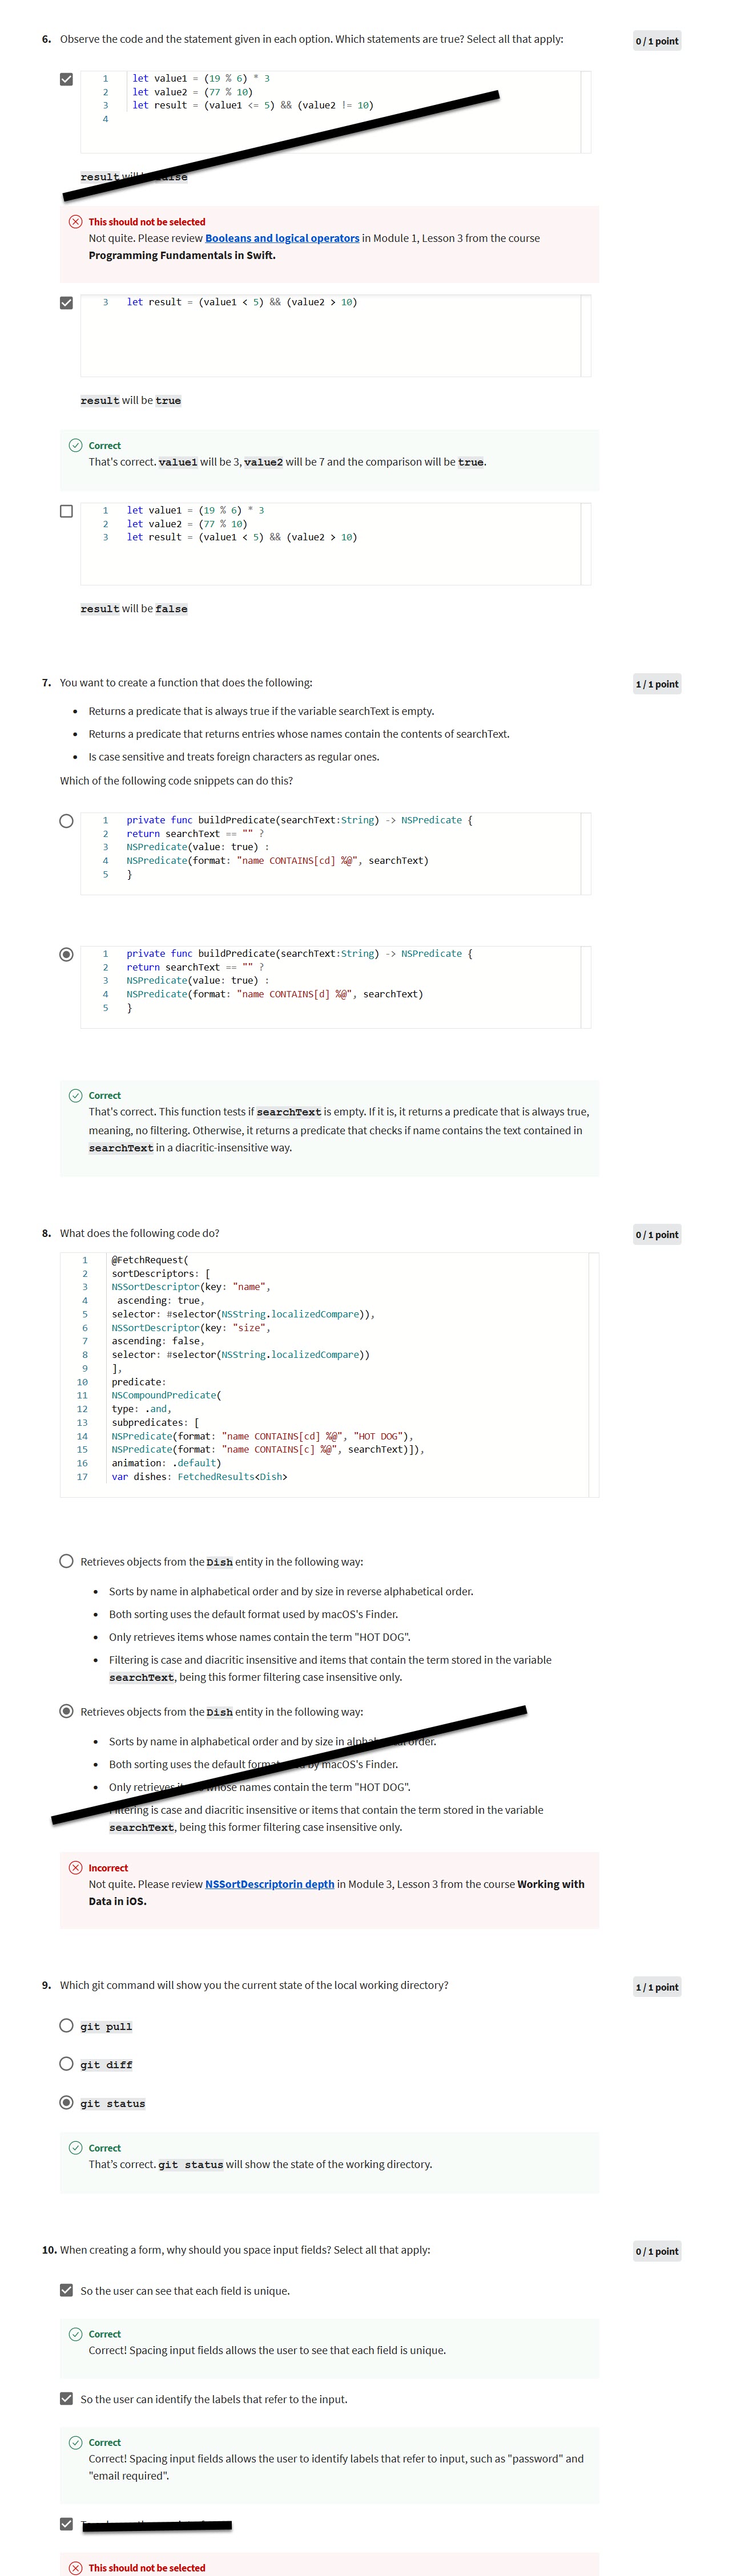 6. Observe the code and the statement given in each option. Which statements are true? Select all that apply:
0 / 1 point
1 let value1 = (19 % 6) * 3
2 let value2 = (77 % 10)
3 let result = (value1 <= 5) && (value2 != 10)
4
result
This should not be selected
Not quite. Please review Booleans and logical operators in Module 1, Lesson 3 from the course
Programming Fundamentals in Swift.
3 let result = (value1 < 5) && (value2 > 10)
result will be true
Correct
That's correct. value1 will be 3, value2 will be 7 and the comparison will be true.
1 let value1 = (19 % 6) * 3
2 let value2 = (77 % 10)
3 let result = (value1 < 5) && (value2 > 10)
result will be false
7. You want to create a function that does the following:
1 / 1 point
• Returns a predicate that is always true if the variable searchText is empty.
• Returns a predicate that returns entries whose names contain the contents of searchText.
• Is case sensitive and treats foreign characters as regular ones.
Which of the following code snippets can do this?
1 private func buildPredicate(searchText:String) -> NSPredicate {
2 return searchText == "" ?
3 NSPredicate(value: true) :
4 NSPredicate(format: "name CONTAINS[cd] %@", searchText)
5 }
1 private func buildPredicate(searchText:String) -> NSPredicate {
2 return searchText == "" ?
3 NSPredicate(value: true) :
4 NSPredicate(format: "name CONTAINS[d] %@", searchText)
5 }
Correct
That's correct. This function tests if searchText is empty. If it is, it returns a predicate that is always true,
meaning, no filtering. Otherwise, it returns a predicate that checks if name contains the text contained in
searchText in a diacritic-insensitive way.
8. What does the following code do?
0 / 1 point
1 @FetchRequest(
2 sortDescriptors: [
3 NSSortDescriptor(key: "name",
4 ascending: true,
5 selector: #selector(NSString.localizedCompare)),
6 NSSortDescriptor(key: "size",
7 ascending: false,
8 selector: #selector(NSString.localizedCompare))
9 ],
10 predicate:
11 NSCompoundPredicate(
12 type: .and,
13 subpredicates: [
14 NSPredicate(format: "name CONTAINS[cd] %@", "HOT DOG"),
15 NSPredicate(format: "name CONTAINS[c] %@", searchText)]),
16 animation: .default)
17 var dishes: FetchedResults<Dish>
Retrieves objects from the Dish entity in the following way:
• Sorts by name in alphabetical order and by size in reverse alphabetical order.
• Both sorting uses the default format used by macOS's Finder.
• Only retrieves items whose names contain the term "HOT DOG".
• Filtering is case and diacritic insensitive and items that contain the term stored in the variable
searchText, being this former filtering case insensitive only.
Retrieves objects from the Dish entity in the following way:
• Sorts by name in alphabetical order and by size in order.
• Both sorting uses the default by macOS's Finder.
• Only retrieves whose names contain the term "HOT DOG".
is case and diacritic insensitive or items that contain the term stored in the variable
searchText, being this former filtering case insensitive only.
Incorrect
Not quite. Please review NSSortDescriptorin depth in Module 3, Lesson 3 from the course Working with
Data in iOS.
9. Which git command will show you the current state of the local working directory?
1 / 1 point
git pull
git diff
git status
Correct
That's correct. git status will show the state of the working directory.
10. When creating a form, why should you space input fields? Select all that apply:
0 / 1 point
So the user can see that each field is unique.
Correct
Correct! Spacing input fields allows the user to see that each field is unique.
So the user can identify the labels that refer to the input.
Correct
Correct! Spacing input fields allows the user to identify labels that refer to input, such as "password" and
"email required".
This should not be selected